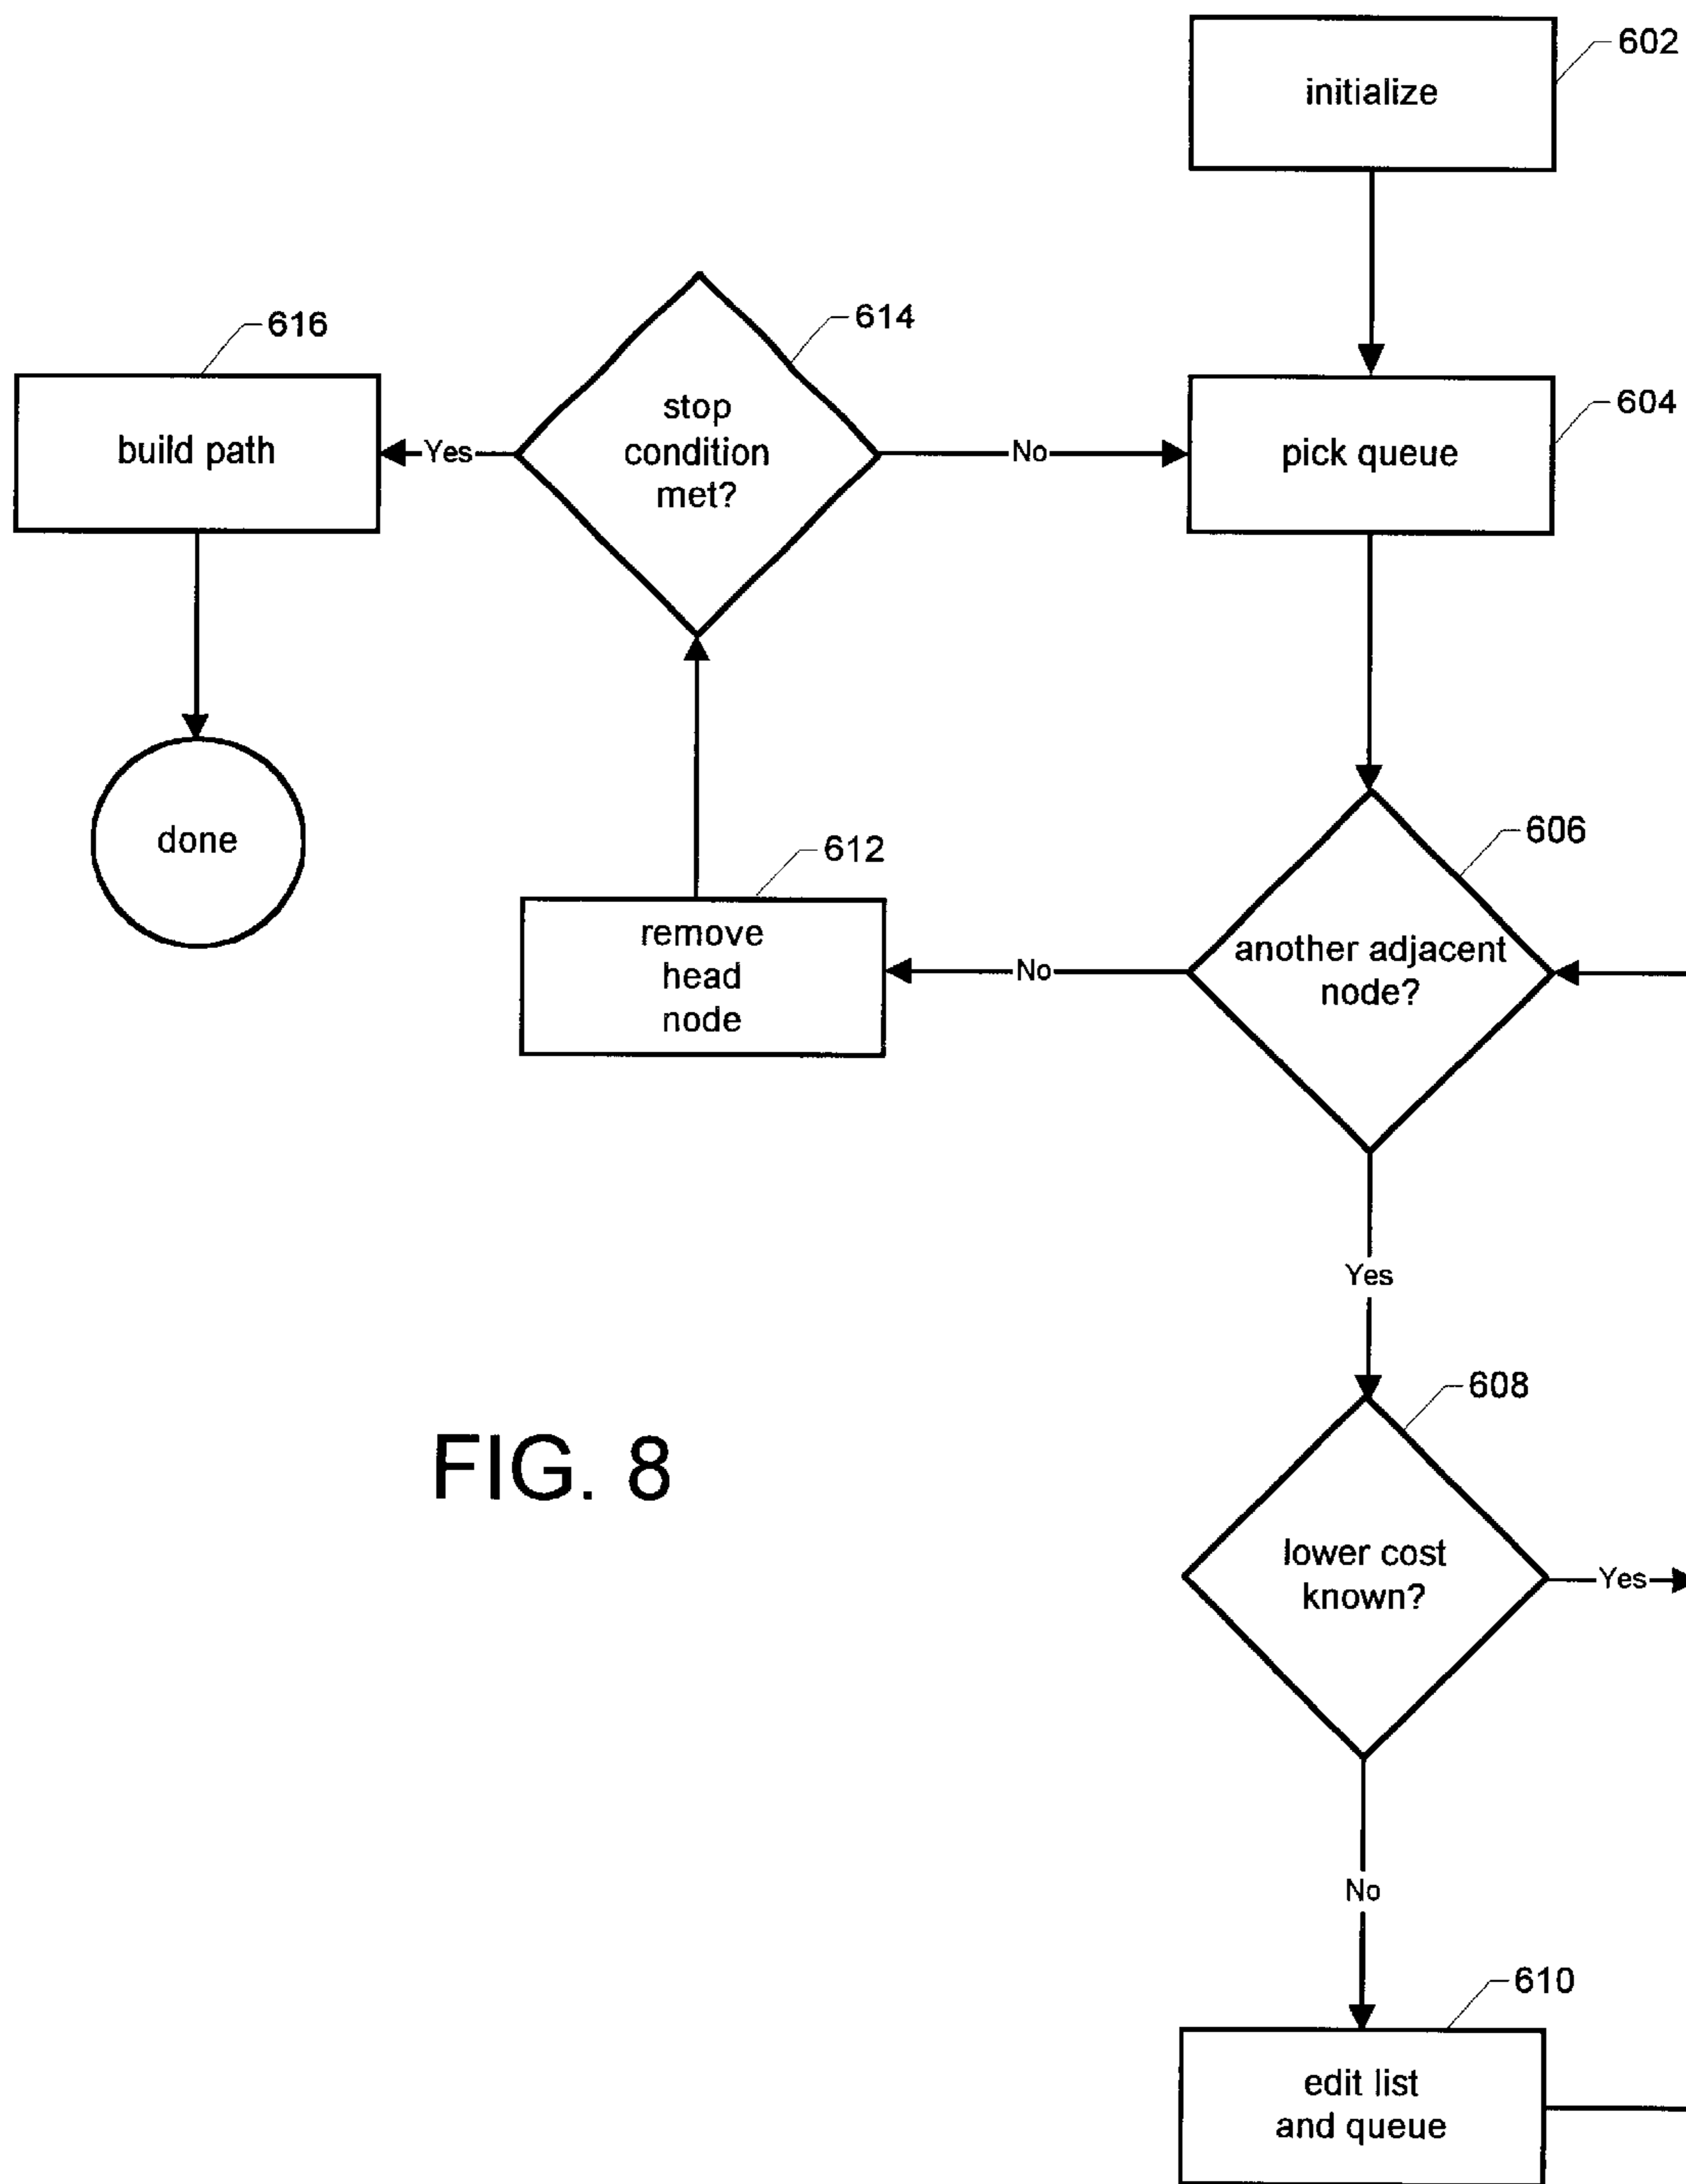 602
initialize
616
614
604
stop
condition
met?
build path
Yes
No
pick queue
606
612
done
another adjacent
node?
remove
head
node
No
Yes
608
FIG. 8
lower cost
known?
Yes
No
610
edit list
and queue